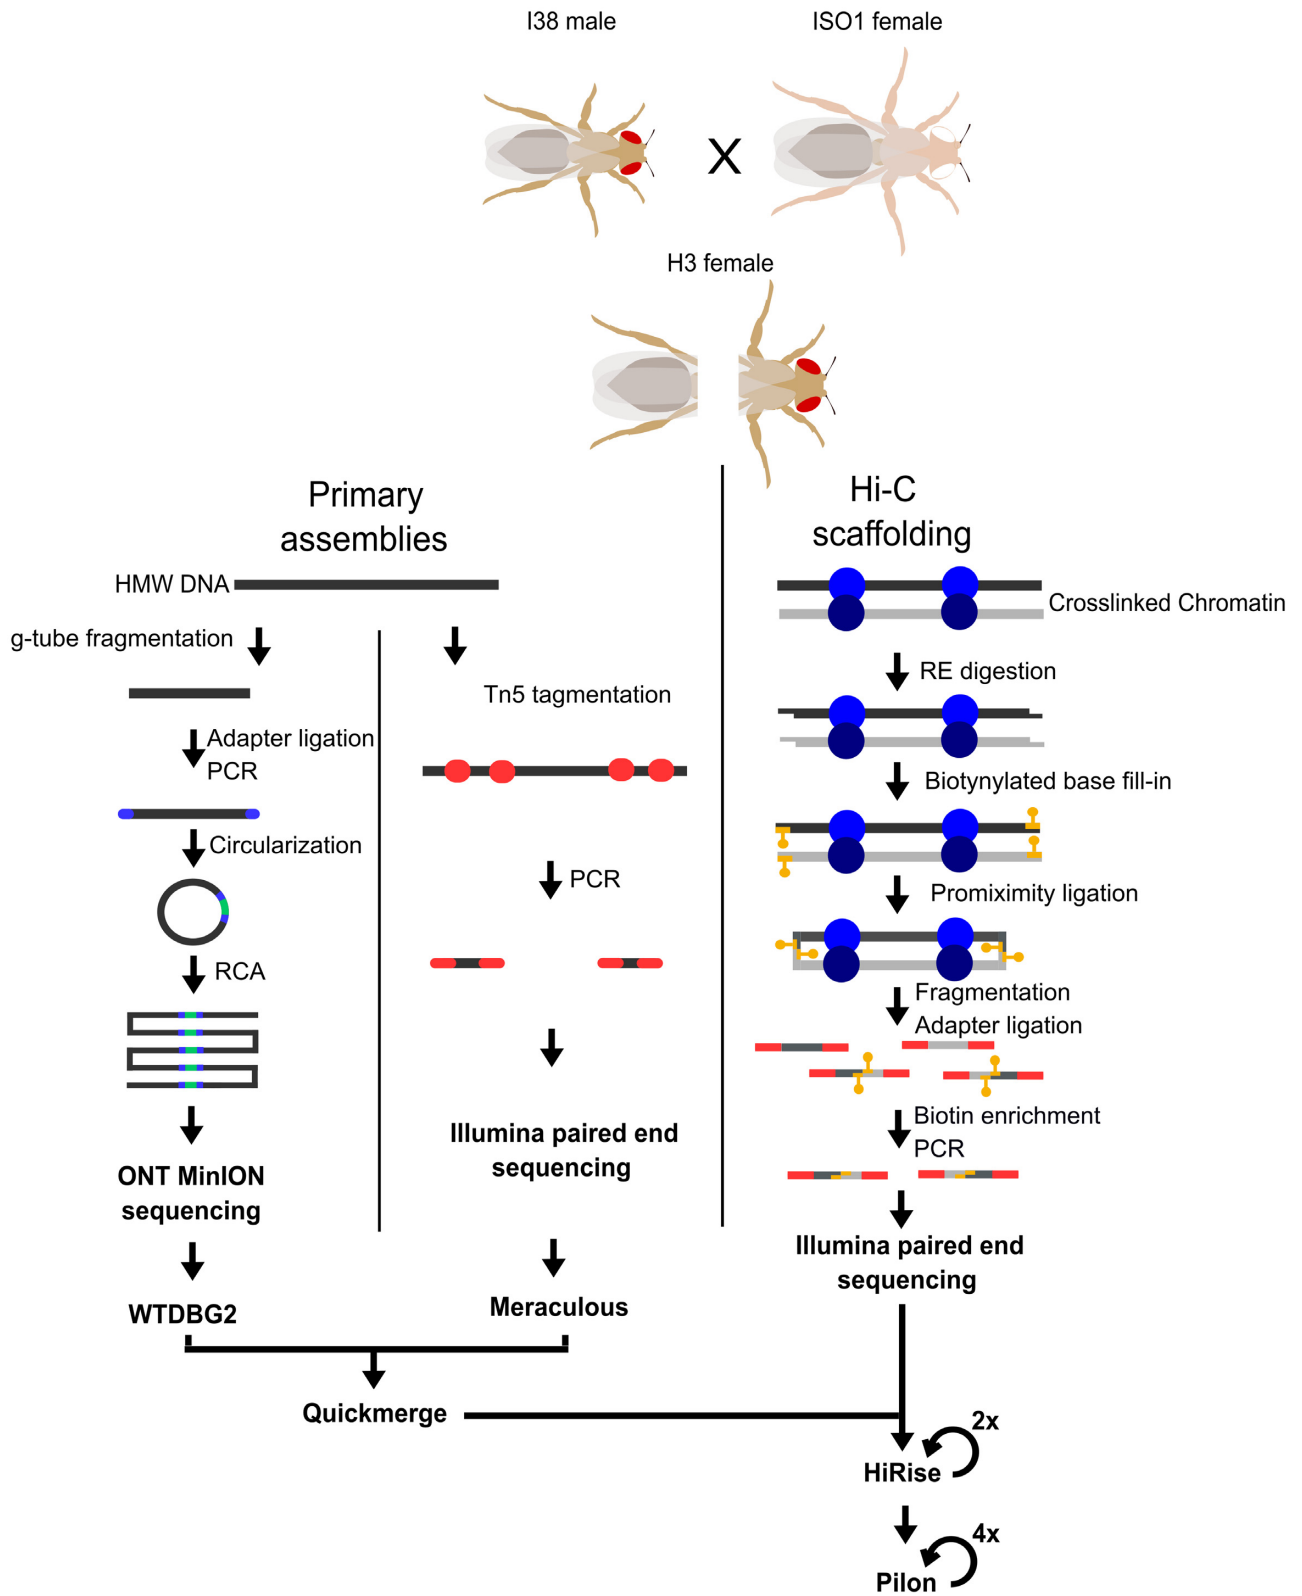 I38 male
ISO1 female
X
H3 female
Primary
assemblies
HMW DNA
g-tube fragmentation
Adapter ligation
PCR
Circularization
RCA
ONT MinION
sequencing
WTDBG2
Tn5 tagmentation
PCR
Illumina paired end
sequencing
Meraculous
Quickmerge
Hi-C
scaffolding
Crosslinked Chromatin
RE digestion
Biotynylated base fill-in
Promiximity ligation
Fragmentation
Adapter ligation
Biotin enrichment
PCR
Illumina paired end
sequencing
2x
HiRise
4x
Pilon